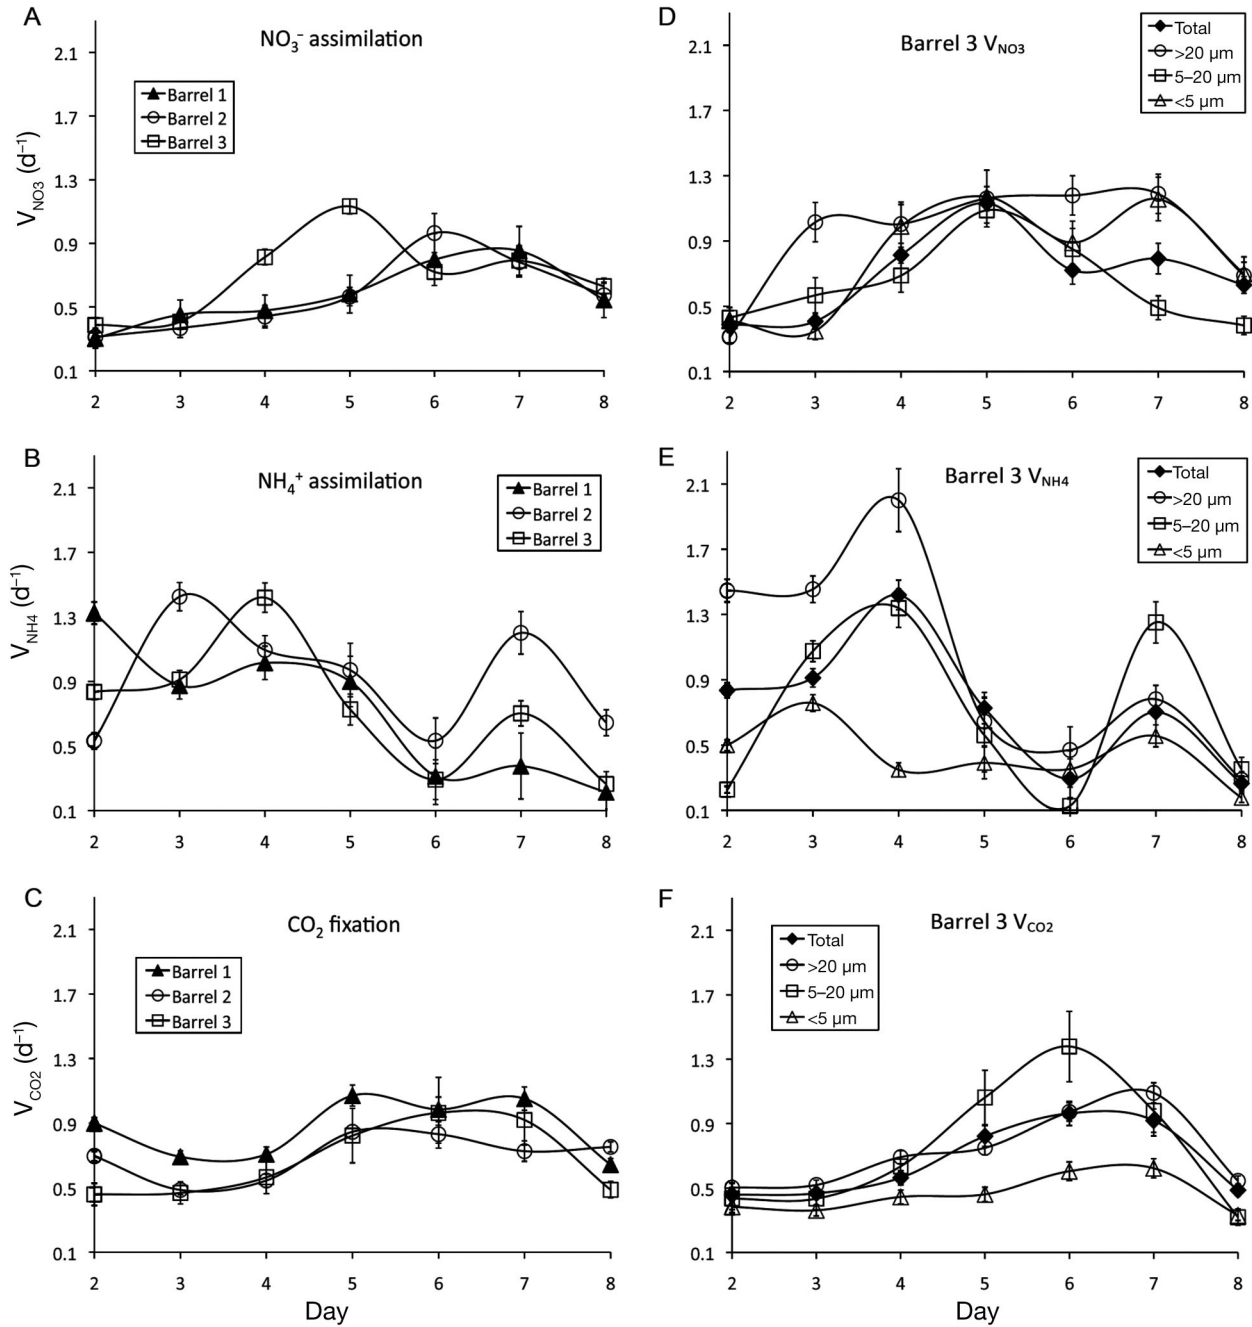 A
NO₃⁻ assimilation
2.1
1.7
1.3
0.9
0.5
0.1
V_NO3 (d⁻¹)
Barrel 1
Barrel 2
Barrel 3
2 3 4 5 6 7 8
D
Barrel 3 V_NO3
2.1
1.7
1.3
0.9
0.5
0.1
Total
>20 µm
5–20 µm
<5 µm
2 3 4 5 6 7 8
B
NH₄⁺ assimilation
2.1
1.7
1.3
0.9
0.5
0.1
V_NH4 (d⁻¹)
Barrel 1
Barrel 2
Barrel 3
2 3 4 5 6 7 8
E
Barrel 3 V_NH4
2.1
1.7
1.3
0.9
0.5
0.1
Total
>20 µm
5–20 µm
<5 µm
2 3 4 5 6 7 8
C
CO₂ fixation
2.1
1.7
1.3
0.9
0.5
0.1
V_CO2 (d⁻¹)
Barrel 1
Barrel 2
Barrel 3
2 3 4 5 6 7 8
Day
F
Barrel 3 V_CO2
2.1
1.7
1.3
0.9
0.5
0.1
Total
>20 µm
5–20 µm
<5 µm
2 3 4 5 6 7 8
Day